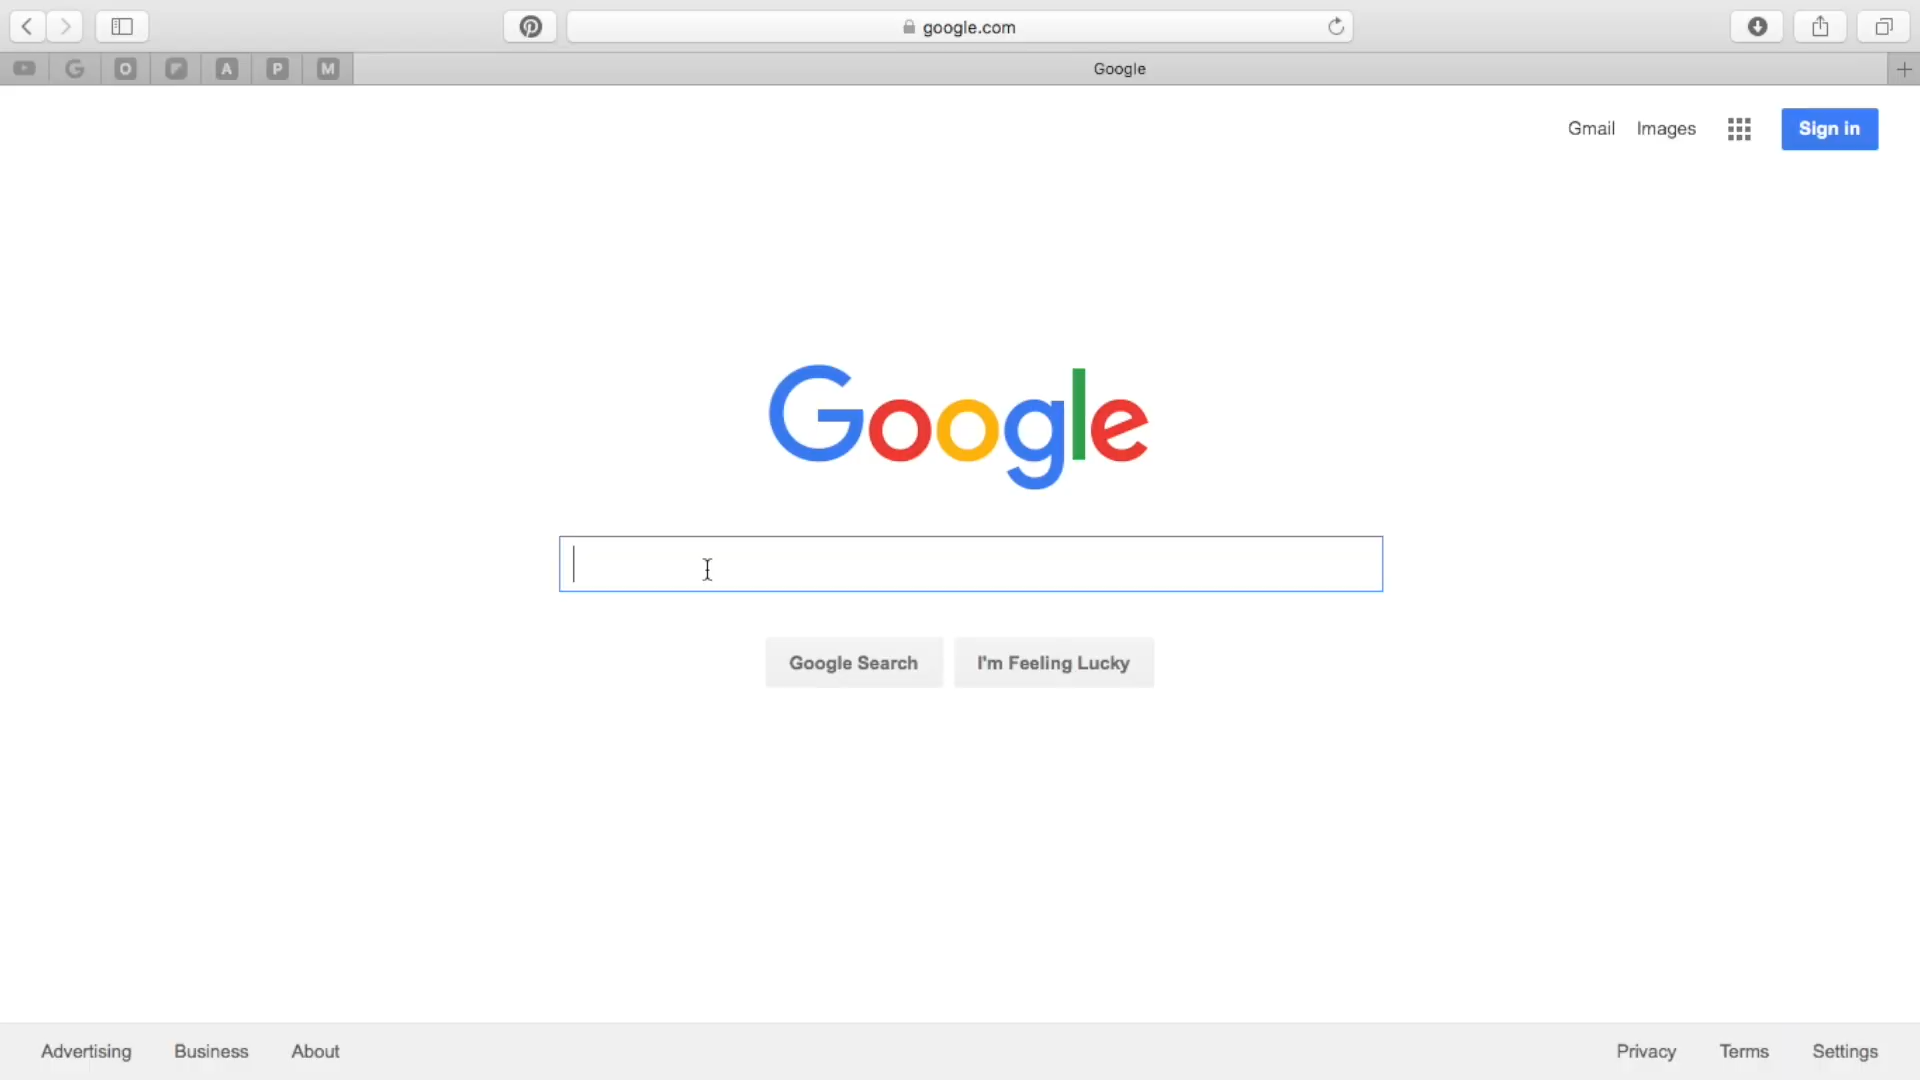 google.com
G O A P M Google
Gmail Images Sign in
Google
Google Search I'm Feeling Lucky
Advertising Business About Privacy Terms Settings